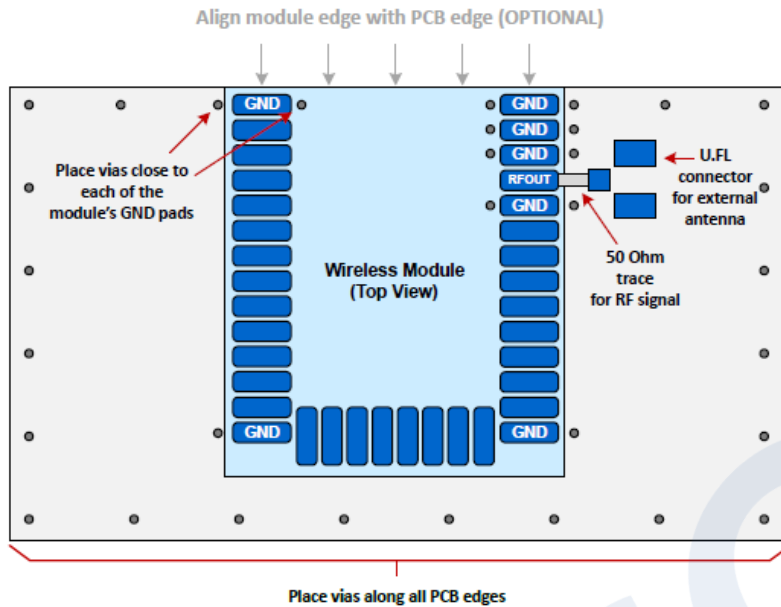 Align module edge with PCB edge (OPTIONAL)
GND
GND
GND
GND
RFOUT
GND
Place vias close to
each of the
module's GND pads
U.FL
connector
for external
antenna
50 Ohm
trace
for RF signal
Wireless Module
(Top View)
GND
GND
Place vias along all PCB edges